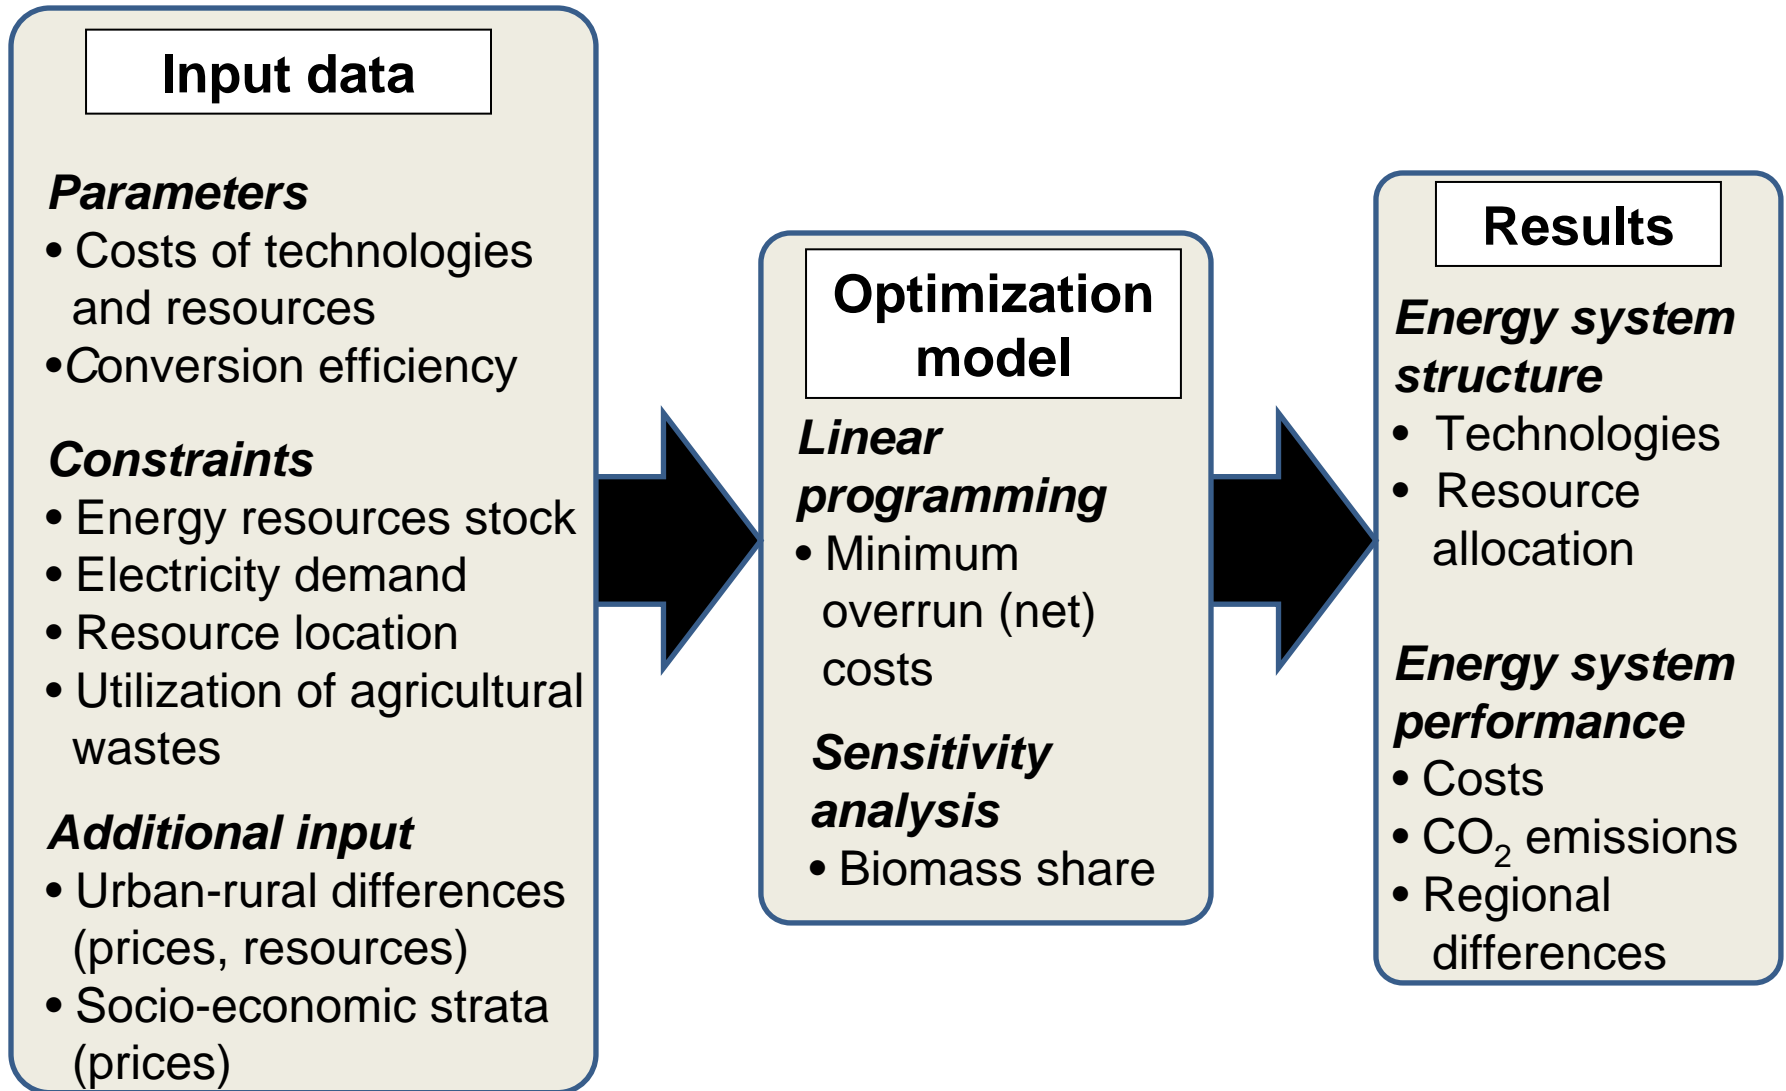 Input data
Parameters
• Costs of technologies
and resources
•Conversion efficiency
Constraints
• Energy resources stock
• Electricity demand
• Resource location
• Utilization of agricultural
wastes
Additional input
• Urban-rural differences
(prices, resources)
• Socio-economic strata
(prices)
Optimization
model
Linear
programming
• Minimum
overrun (net)
costs
Sensitivity
analysis
• Biomass share
Results
Energy system
structure
• Technologies
• Resource
allocation
Energy system
performance
• Costs
• CO₂ emissions
• Regional
differences